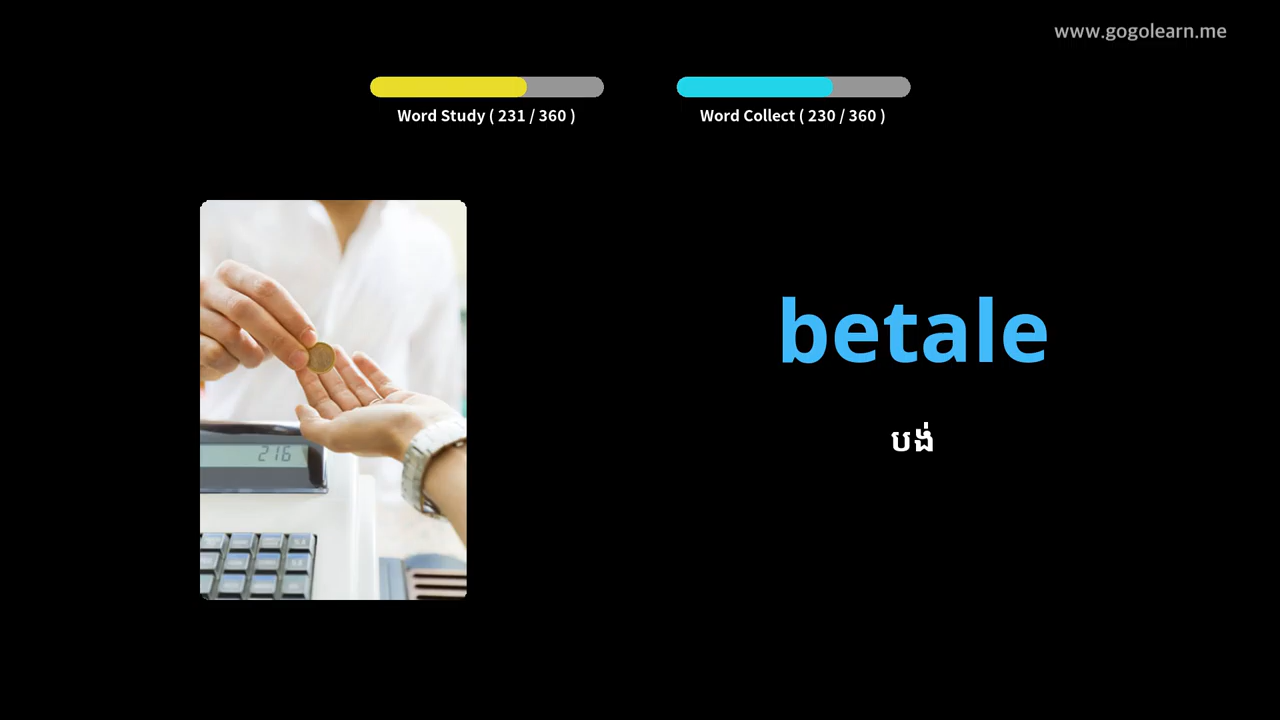 www.gogolearn.me
Word Study ( 231 / 360 )
Word Collect ( 230 / 360 )
216
betale
បង់